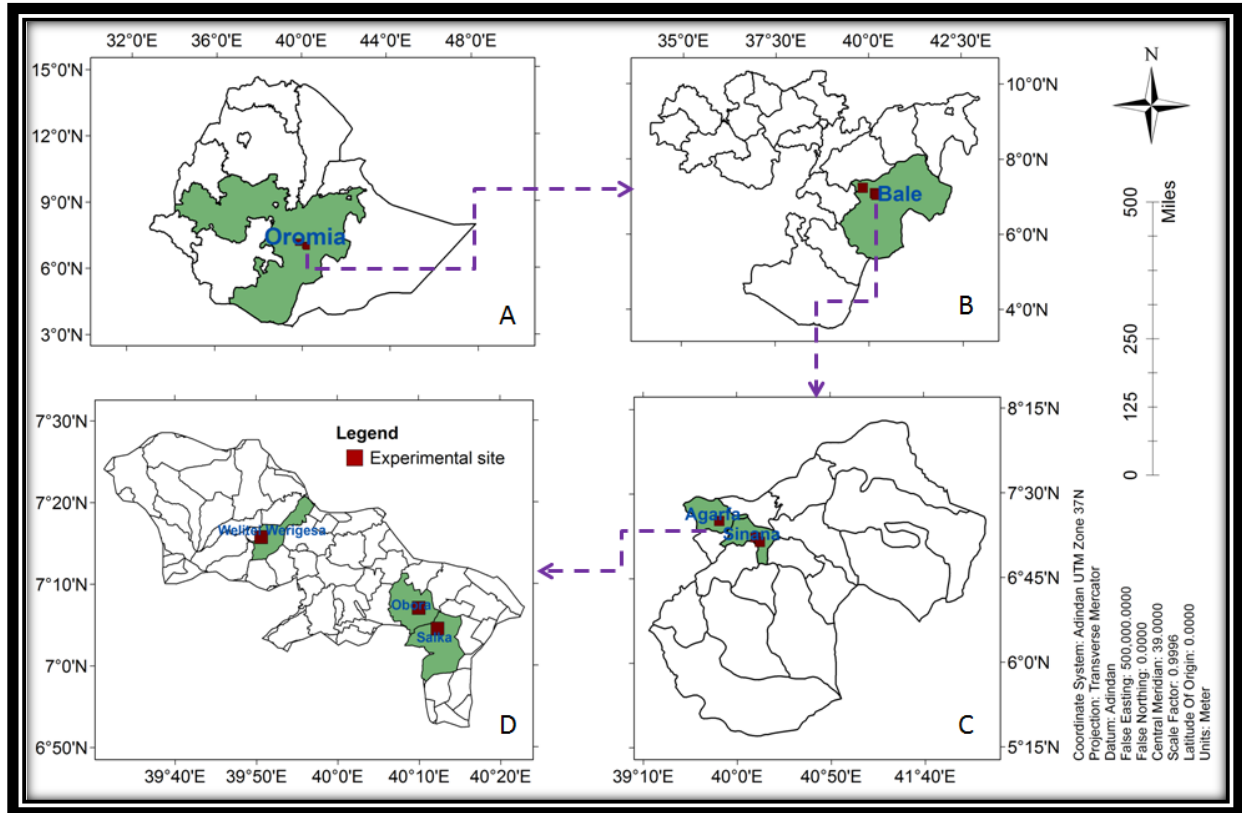 32°0'E 36°0'E 40°0'E 44°0'E 48°0'E
15°0'N
12°0'N
9°0'N
6°0'N
3°0'N
Oromia
A
35°0'E 37°30'E 40°0'E 42°30'E
10°0'N
8°0'N
6°0'N
4°0'N
Bale
B
N
500
250
125
0
Miles
7°30'N
7°20'N
7°10'N
7°0'N
6°50'N
Legend
Experimental site
Welitei Werigesa
Obora
Salka
D
39°40'E 39°50'E 40°0'E 40°10'E 40°20'E
8°15'N
7°30'N
6°45'N
6°0'N
5°15'N
Agarfa
Sinana
C
39°10'E 40°0'E 40°50'E 41°40'E
Coordinate System: Adindan UTM Zone 37N
Projection: Transverse Mercator
Datum: Adindan
False Easting: 500,000.0000
False Northing: 0.0000
Central Meridian: 39.0000
Scale Factor: 0.9996
Latitude Of Origin: 0.0000
Units: Meter